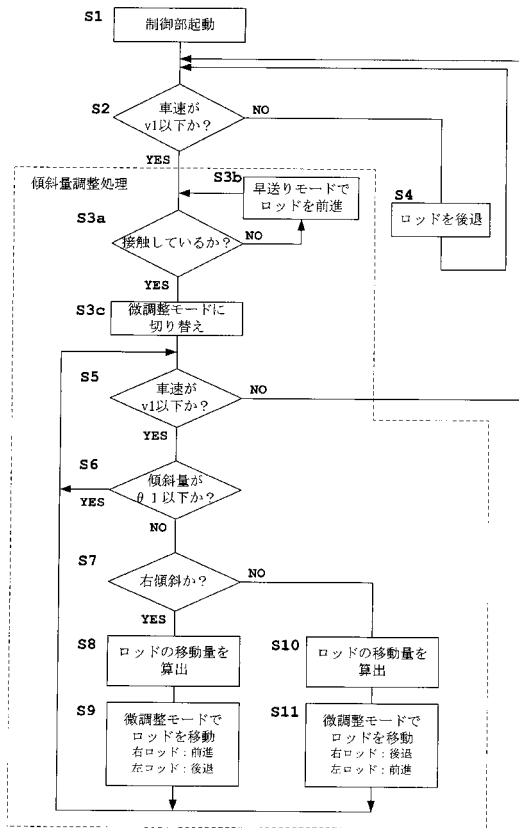 S1
制御部起動
S2
車速が
v1以下か？
NO
YES
傾斜量調整処理
S3b
早送りモードで
ロッドを前進
S4
ロッドを後退
S3a
接触しているか？
NO
YES
S3c
微調整モードに
切り替え
S5
車速が
v1以下か？
NO
YES
S6
傾斜量が
θ１以下か？
YES
NO
S7
右傾斜か？
NO
YES
S8
ロッドの移動量を
算出
S10
ロッドの移動量を
算出
S9
微調整モードで
ロッドを移動
右ロッド：前進
左ロッド：後退
S11
微調整モードで
ロッドを移動
右ロッド：後退
左ロッド：前進